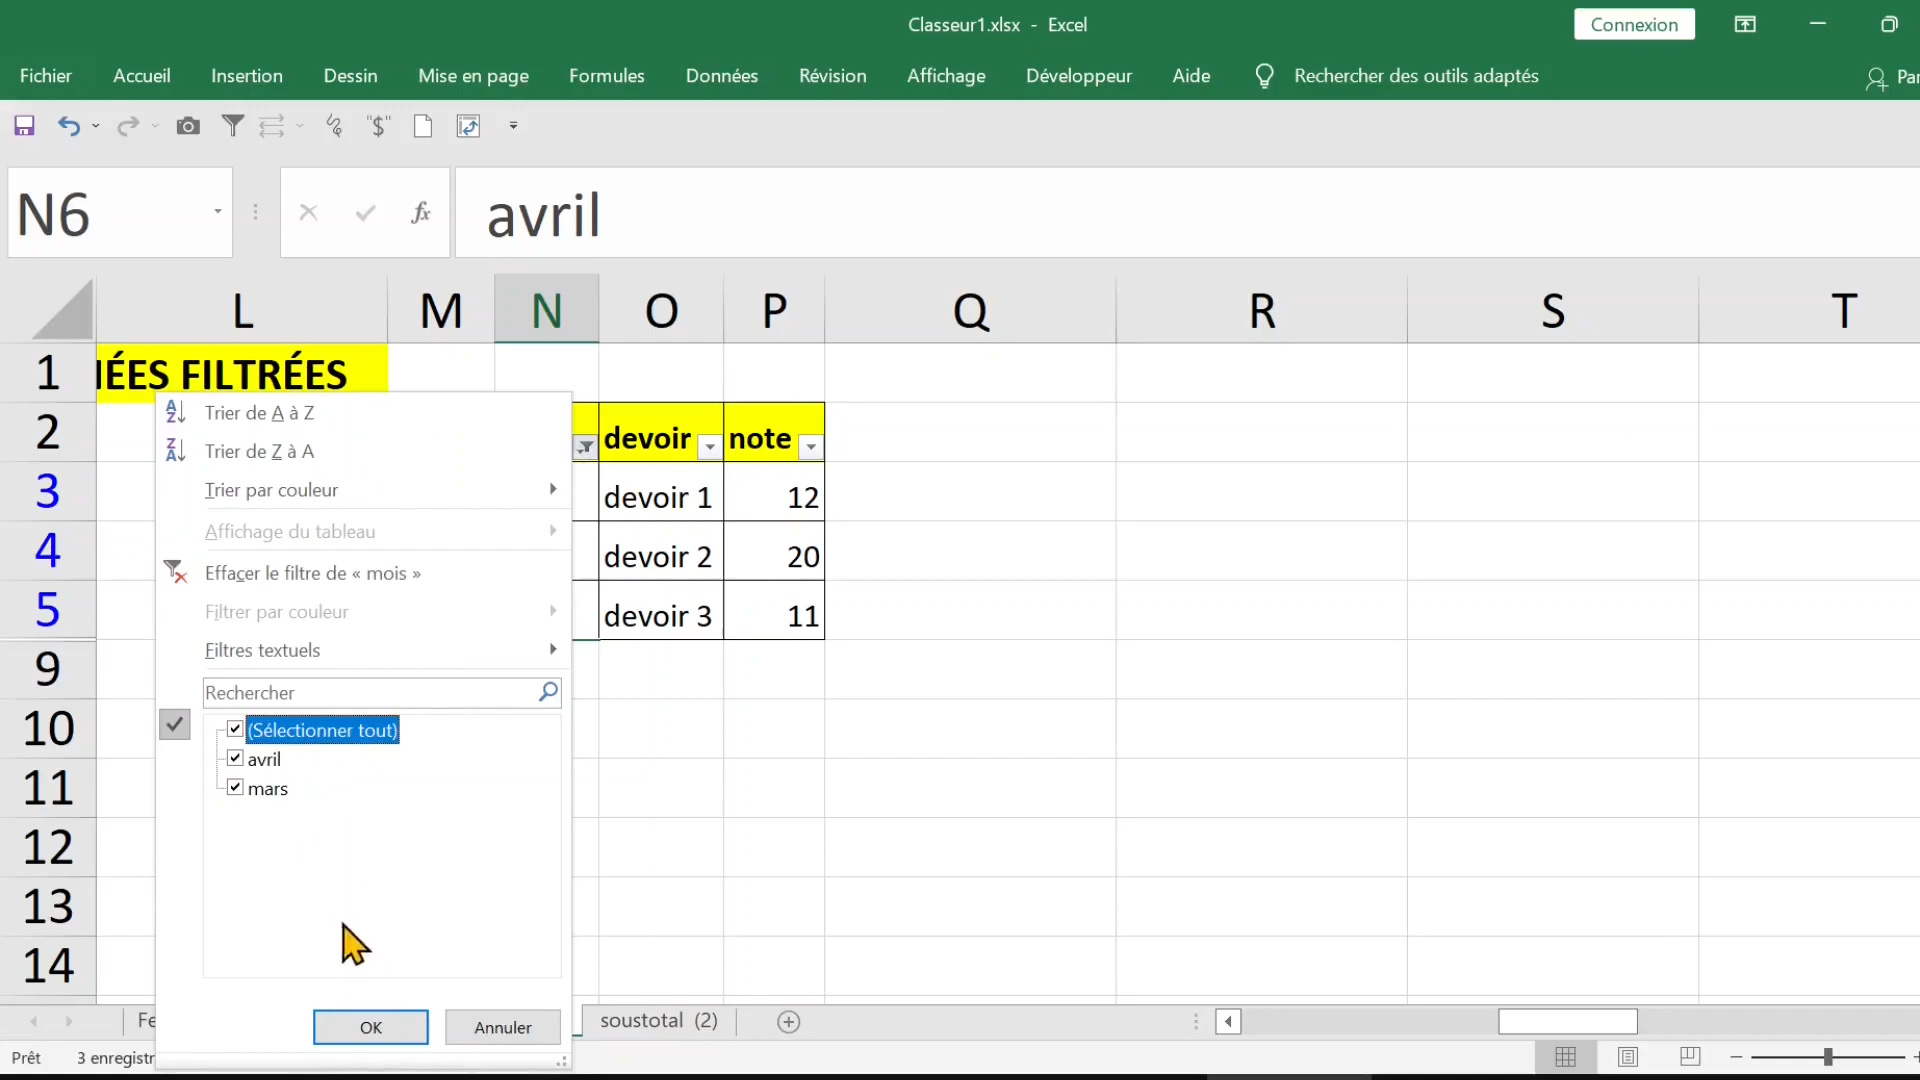 Classeur1.xlsx - Excel
Connexion
Fichier Accueil Insertion Dessin Mise en page Formules Données Révision Affichage Développeur Aide Rechercher des outils adaptés Par
"$"
N6 fx avril
L M N O P Q R S T
1 NÉES FILTRÉES
2 devoir note
3 devoir 1 12
4 devoir 2 20
5 devoir 3 11
9
10
11
12
13
14
Trier de A à Z
Trier de Z à A
Trier par couleur
Affichage du tableau
Effacer le filtre de « mois »
Filtrer par couleur
Filtres textuels
Rechercher
(Sélectionner tout)
avril
mars
OK Annuler
Fe soustotal (2)
Prêt 3 enregistr